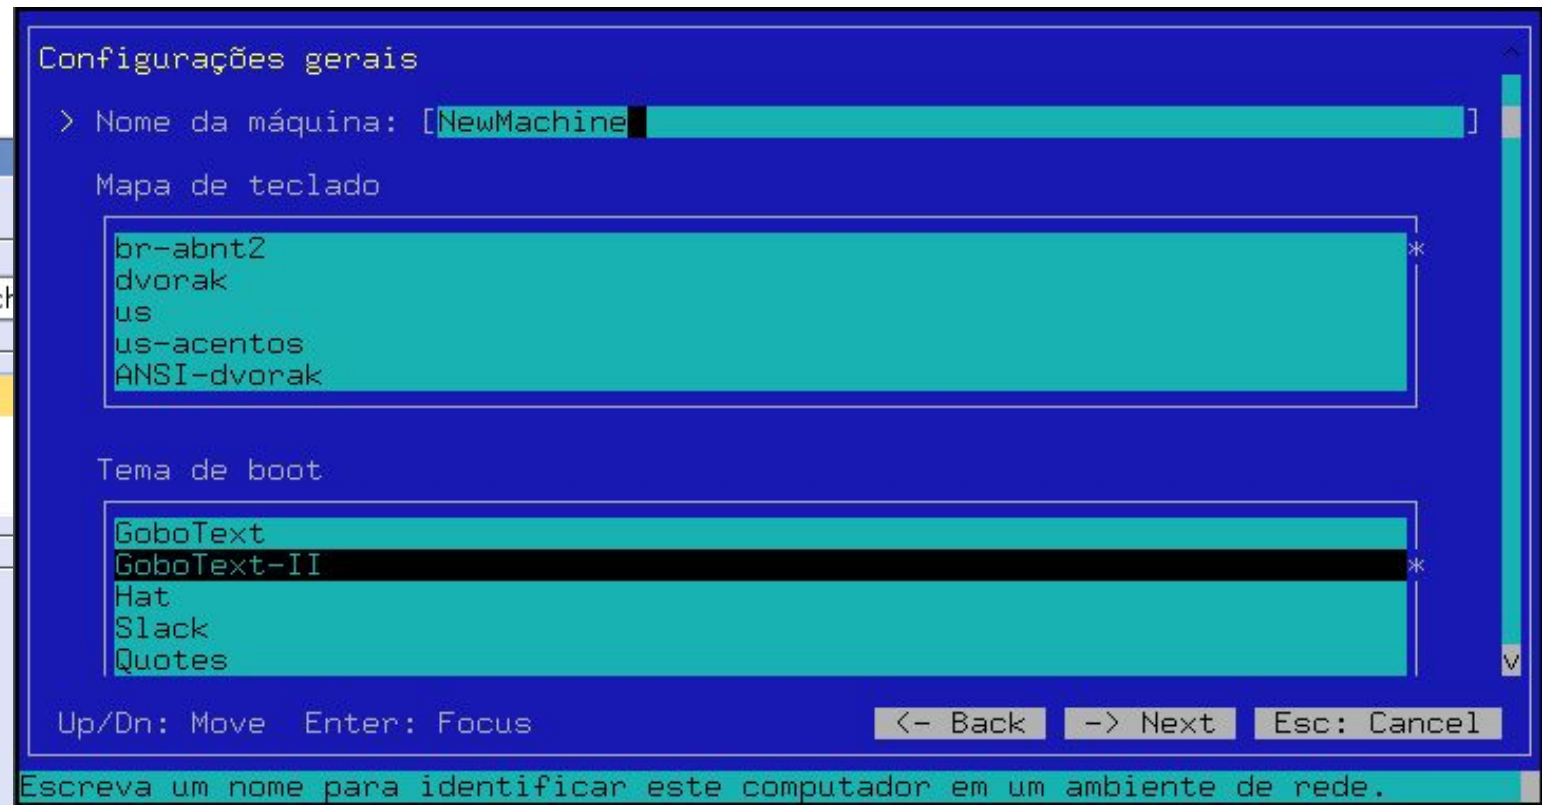 Configurações gerais
> Nome da máquina: [NewMachine ]
Mapa de teclado
br-abnt2 *
dvorak
us
us-acentos
ANSI-dvorak
Tema de boot
GoboText
GoboText-II *
Hat
Slack
Quotes
Up/Dn: Move Enter: Focus <- Back -> Next Esc: Cancel
Escreva um nome para identificar este computador em um ambiente de rede.